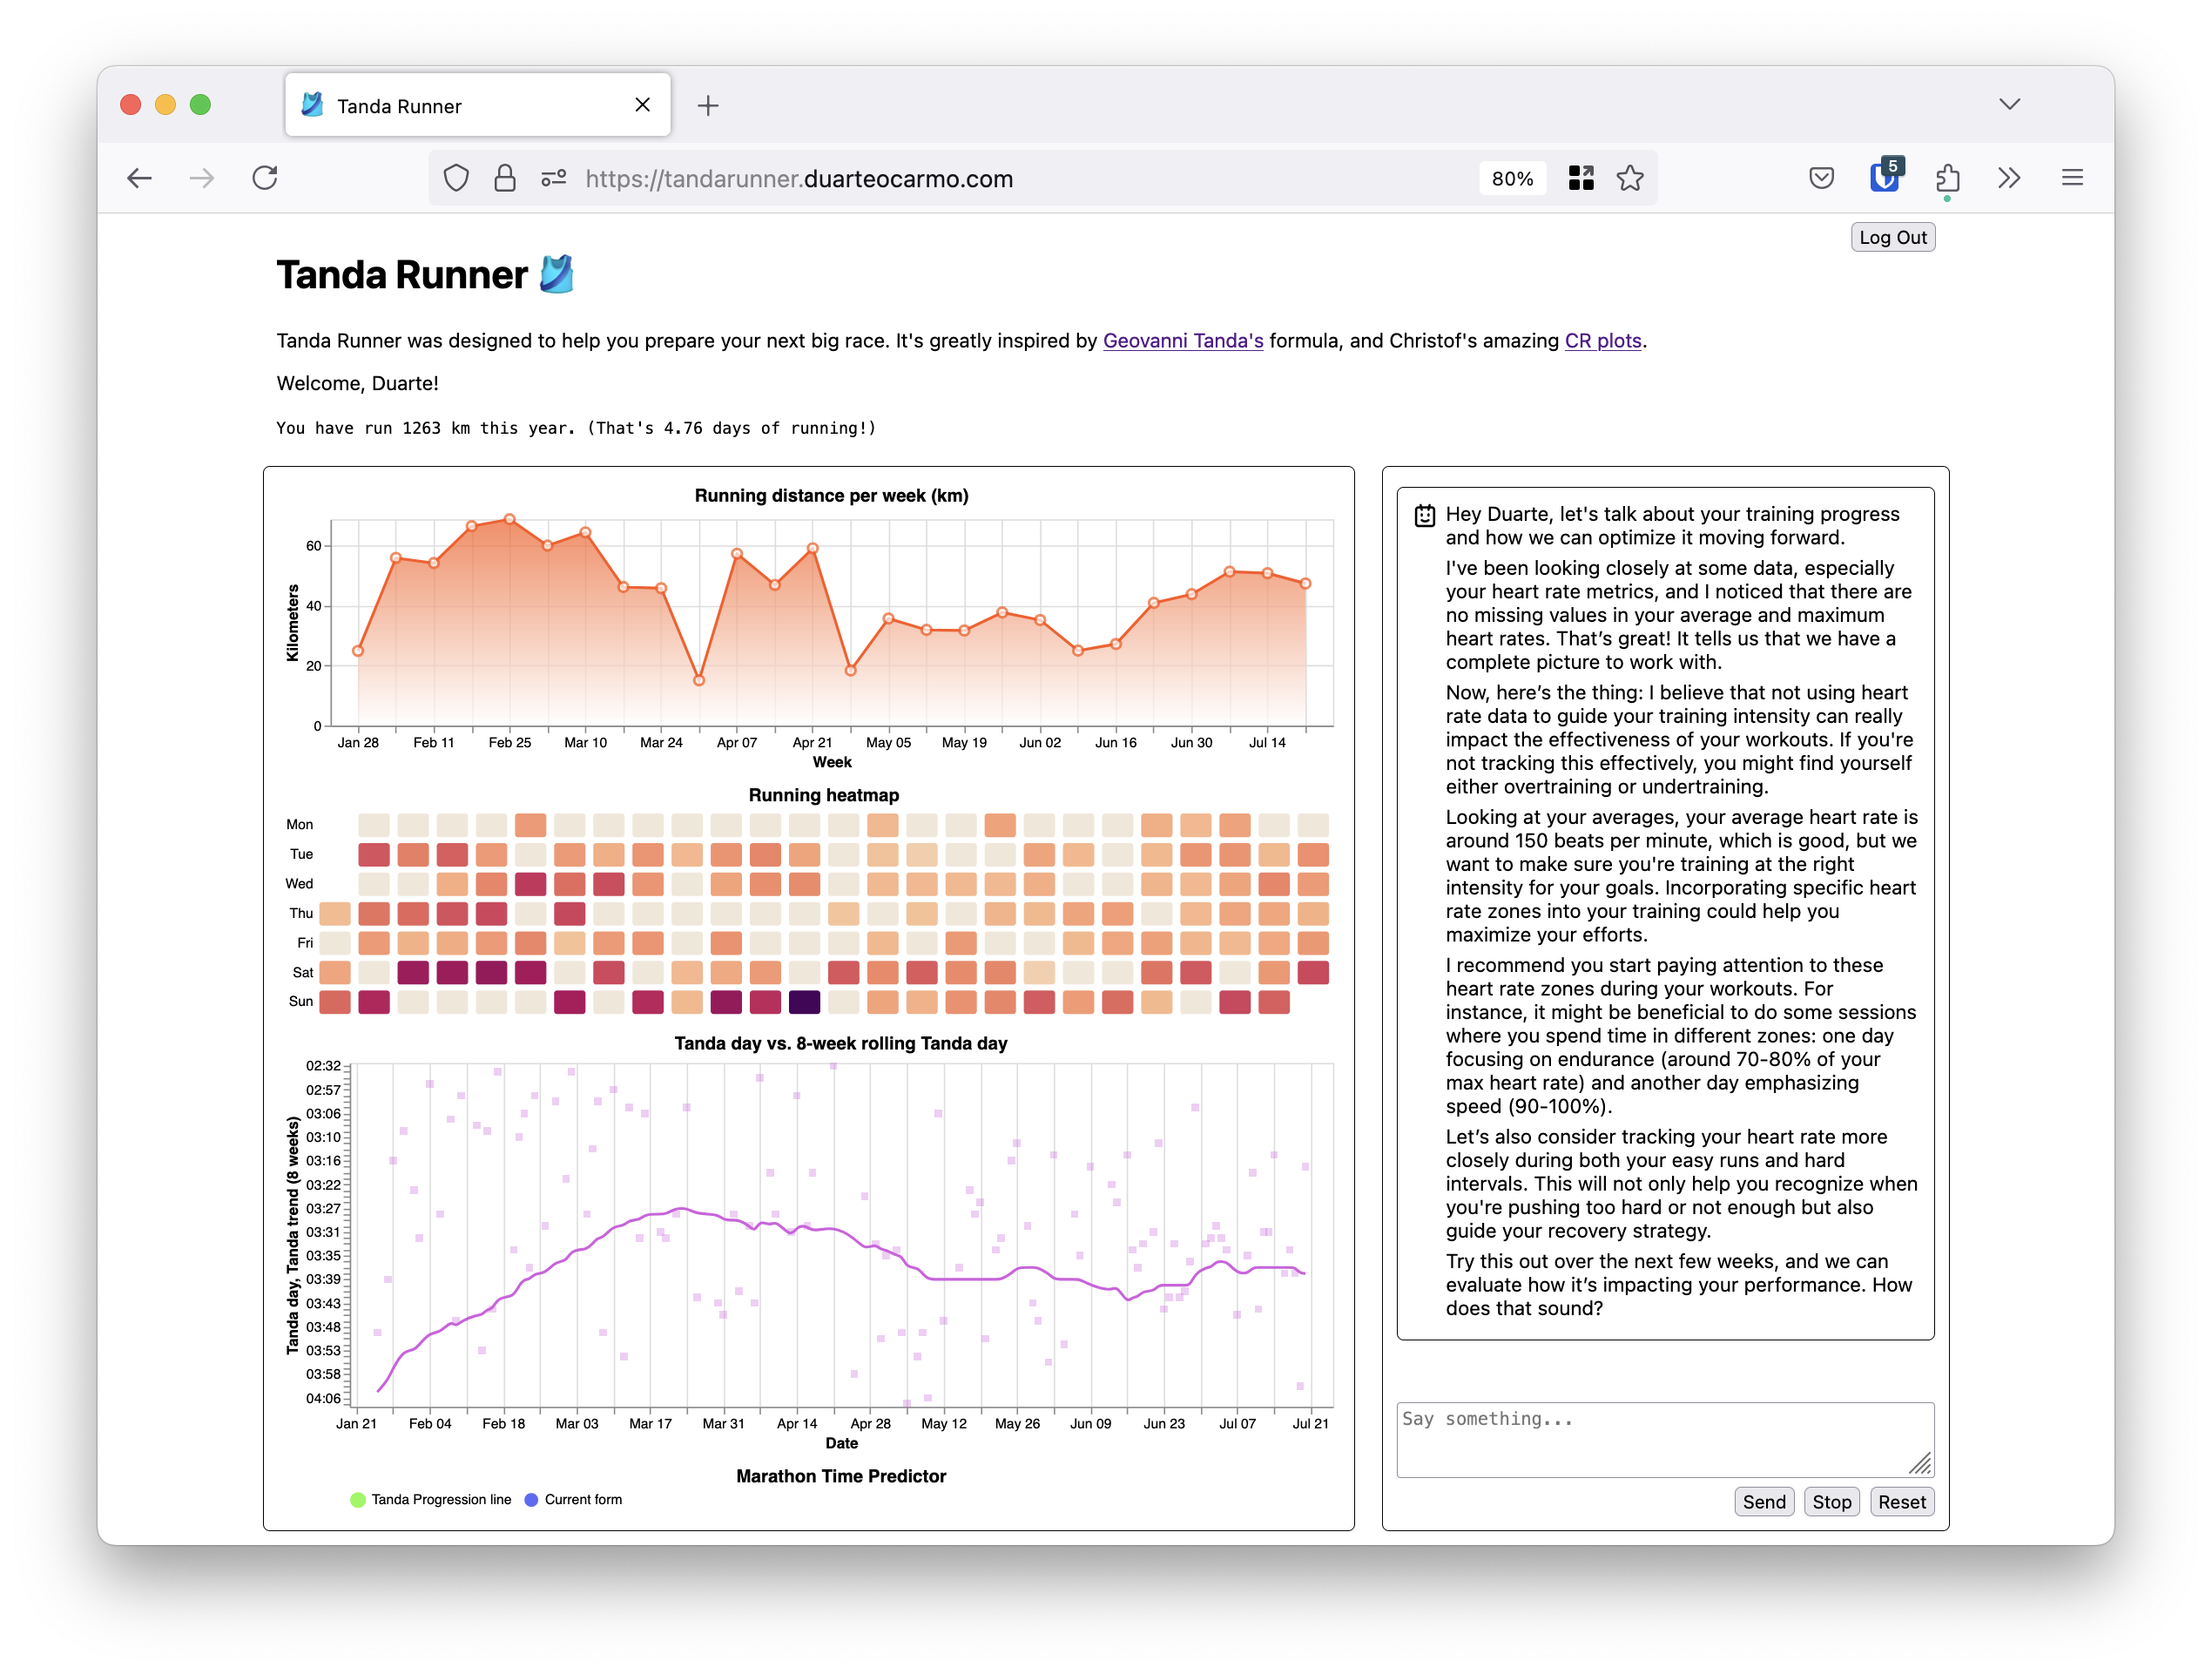 Tanda Runner
https://tandarunner.duarteocarmo.com
80%
5
Log Out
Tanda Runner
Tanda Runner was designed to help you prepare your next big race. It's greatly inspired by Geovanni Tanda's formula, and Christof's amazing CR plots.
Welcome, Duarte!
You have run 1263 km this year. (That's 4.76 days of running!)
Running distance per week (km)
Kilometers
60
40
20
0
Jan 28 Feb 11 Feb 25 Mar 10 Mar 24 Apr 07 Apr 21 May 05 May 19 Jun 02 Jun 16 Jun 30 Jul 14
Week
Running heatmap
Mon
Tue
Wed
Thu
Fri
Sat
Sun
Tanda day vs. 8-week rolling Tanda day
Tanda day, Tanda trend (8 weeks)
02:32
02:57
03:06
03:10
03:16
03:22
03:27
03:31
03:35
03:39
03:43
03:48
03:53
03:58
04:06
Jan 21 Feb 04 Feb 18 Mar 03 Mar 17 Mar 31 Apr 14 Apr 28 May 12 May 26 Jun 09 Jun 23 Jul 07 Jul 21
Date
Marathon Time Predictor
Tanda Progression line Current form
Hey Duarte, let's talk about your training progress
and how we can optimize it moving forward.
I've been looking closely at some data, especially
your heart rate metrics, and I noticed that there are
no missing values in your average and maximum
heart rates. That's great! It tells us that we have a
complete picture to work with.
Now, here's the thing: I believe that not using heart
rate data to guide your training intensity can really
impact the effectiveness of your workouts. If you're
not tracking this effectively, you might find yourself
either overtraining or undertraining.
Looking at your averages, your average heart rate is
around 150 beats per minute, which is good, but we
want to make sure you're training at the right
intensity for your goals. Incorporating specific heart
rate zones into your training could help you
maximize your efforts.
I recommend you start paying attention to these
heart rate zones during your workouts. For
instance, it might be beneficial to do some sessions
where you spend time in different zones: one day
focusing on endurance (around 70-80% of your
max heart rate) and another day emphasizing
speed (90-100%).
Let's also consider tracking your heart rate more
closely during both your easy runs and hard
intervals. This will not only help you recognize when
you're pushing too hard or not enough but also
guide your recovery strategy.
Try this out over the next few weeks, and we can
evaluate how it's impacting your performance. How
does that sound?
Say something...
Send Stop Reset